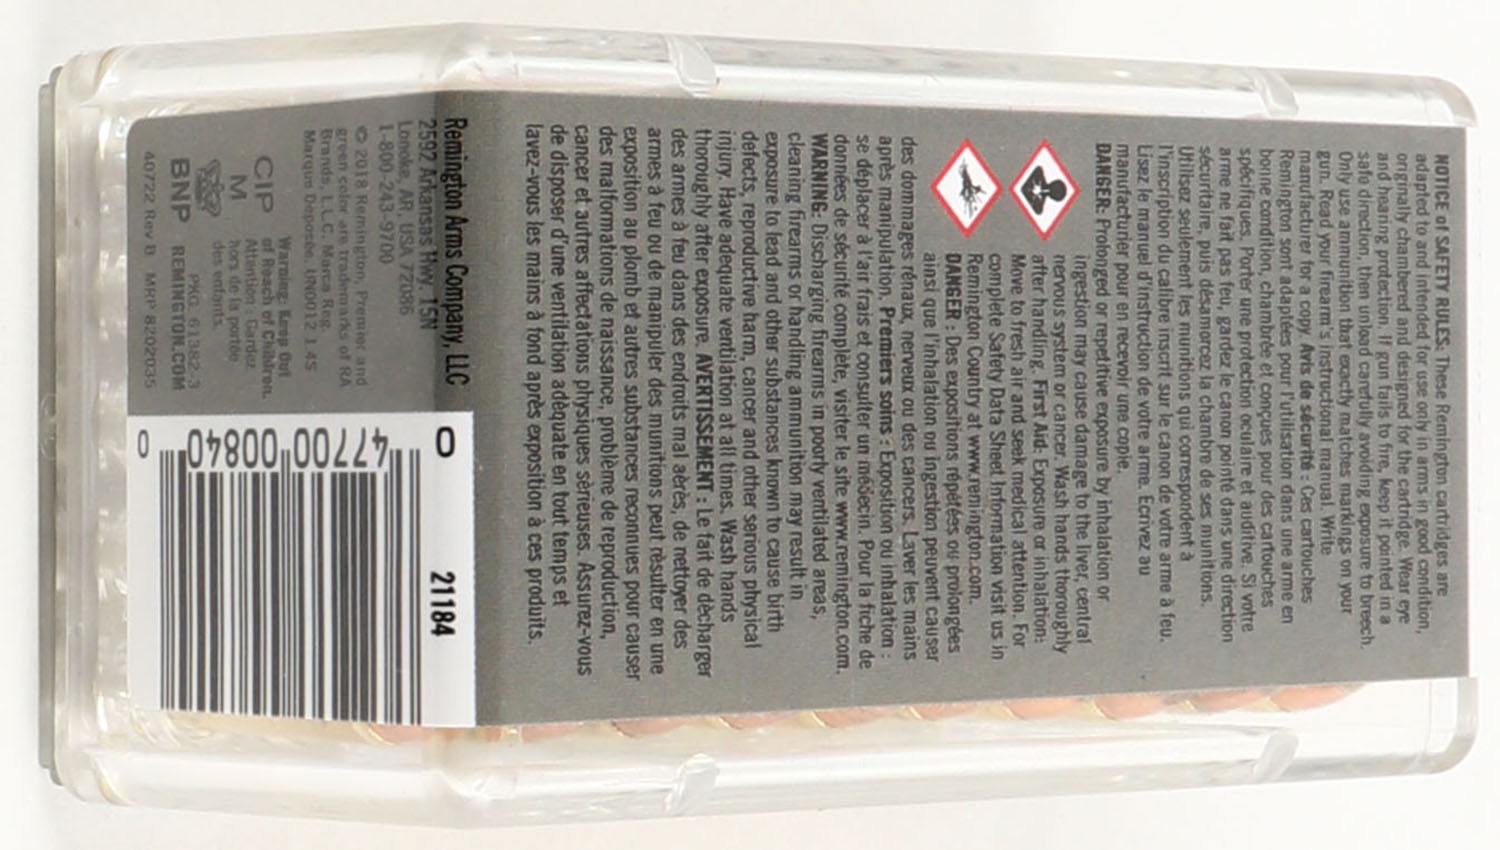 NOTICE of SAFETY RULES: These Remington cartridges are
adapted to and intended for use only in arms in good condition,
originally chambered and designed for the cartridge. Wear eye
and hearing protection. If gun fails to fire, keep it pointed in a
safe direction, then unload carefully avoiding exposure to breech.
Only use ammunition that exactly matches markings on your
gun. Read your firearm's instructional manual. Write
manufacturer for a copy. Avis de sécurité : Ces cartouches
Remington sont adaptées pour l'utilisation dans une arme en
bonne condition, chambrée et conçues pour des cartouches
spécifiques. Porter une protection oculaire et auditive. Si votre
arme ne fait pas feu, gardez le canon pointé dans une direction
sécuritaire, puis désamorcez la chambre de ses munitions.
Utilisez seulement les munitions qui correspondent à
l'inscription du calibre inscrit sur le canon de votre arme à feu.
Lisez le manuel d'instruction de votre arme. Écrivez au
manufacturier pour en recevoir une copie.
DANGER: Prolonged or repetitive exposure by inhalation or
ingestion may cause damage to the liver, central
nervous system or cancer. Wash hands thoroughly
after handling. First Aid: Exposure or inhalation:
Move to fresh air and seek medical attention. For
complete Safety Data Sheet Information visit us in
Remington Country at www.remington.com.
DANGER : Des expositions répétées ou prolongées
ainsi que l'inhalation ou ingestion peuvent causer
des dommages rénaux, nerveux ou des cancers. Laver les mains
après manipulation. Premiers soins : Exposition ou inhalation :
se déplacer à l'air frais et consulter un médecin. Pour la fiche de
données de sécurité complète, visiter le site www.remington.com.
WARNING: Discharging firearms in poorly ventilated areas,
cleaning firearms or handling ammunition may result in
exposure to lead and other substances known to cause birth
defects, reproductive harm, cancer and other serious physical
injury. Have adequate ventilation at all times. Wash hands
thoroughly after exposure. AVERTISSEMENT : Le fait de décharger
des armes à feu dans des endroits mal aérés, de nettoyer des
armes à feu ou de manipuler des munitions peut résulter en une
exposition au plomb et autres substances reconnues pour causer
des malformations de naissance, problème de reproduction,
cancer et autres affectations physiques sérieuses. Assurez-vous
de disposer d'une ventilation adéquate en tout temps et
lavez-vous les mains à fond après exposition à ces produits.
Remington Arms Company, LLC
2592 Arkansas Hwy. 15N
Lonoke, AR, USA 72086
1-800-243-9700
© 2018 Remington, Premier and
green color are trademarks of RA
Brands, L.L.C. Marca Reg.
Marque Déposée. UN0012 1.4S
CIP
M
BNP
Warning: Keep Out
of Reach of Children.
Attention : Gardez
hors de la portée
des enfants.
PKG. 61382.3
REMINGTON.COM
40722 Rev B MRP 8202035
21184
0 47700 00840 0